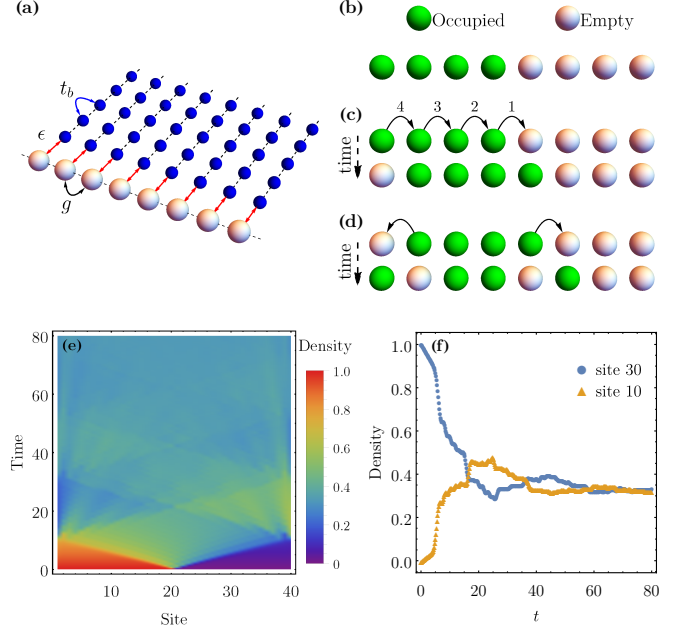 (a)
t_b
ϵ
g
(b)
Occupied
Empty
(c)
4 3 2 1
time
(d)
time
(e)
80
60
40
20
0
Time
10 20 30 40
Site
Density
1.0
0.8
0.6
0.4
0.2
0
(f)
1.0
0.8
0.6
0.4
0.2
0.0
Density
site 30
site 10
0 20 40 60 80
t